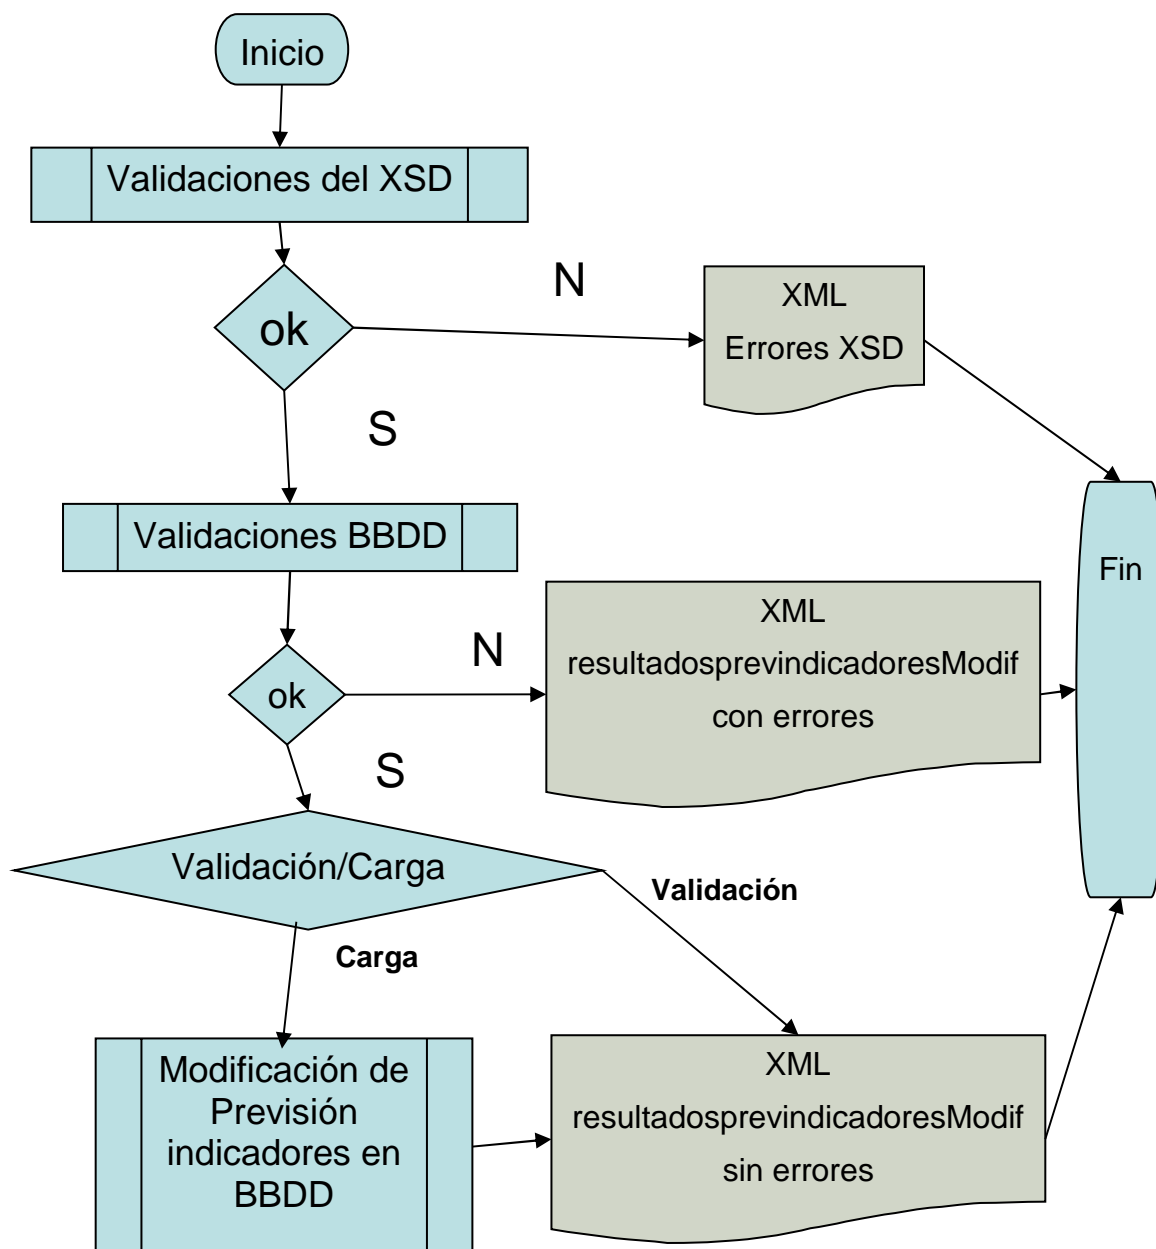 Inicio
Validaciones del XSD
ok
N
XML
Errores XSD
S
Validaciones BBDD
Fin
ok
N
XML
resultadosprevindicadoresModif
con errores
S
Validación/Carga
Validación
Carga
Modificación de
Previsión
indicadores en
BBDD
XML
resultadosprevindicadoresModif
sin errores